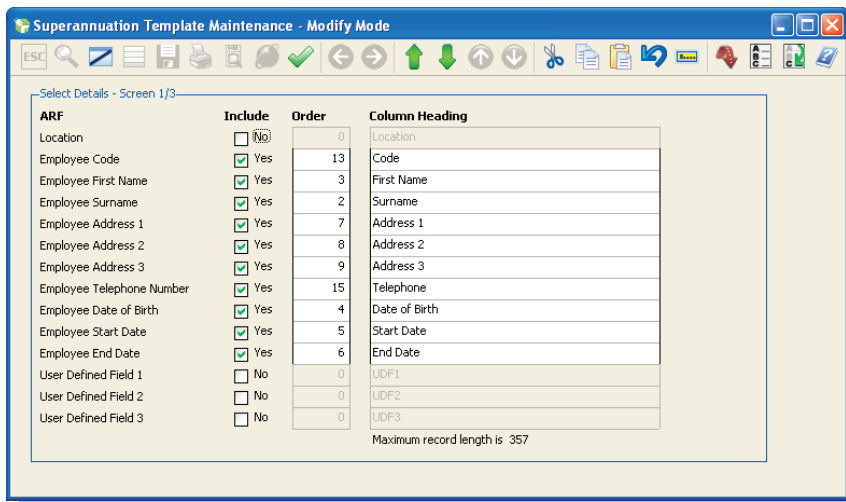 Superannuation Template Maintenance - Modify Mode
ESC
Select Details - Screen 1/3
ARF Include Order Column Heading
Location No 0 Location
Employee Code Yes 13 Code
Employee First Name Yes 3 First Name
Employee Surname Yes 2 Surname
Employee Address 1 Yes 7 Address 1
Employee Address 2 Yes 8 Address 2
Employee Address 3 Yes 9 Address 3
Employee Telephone Number Yes 15 Telephone
Employee Date of Birth Yes 4 Date of Birth
Employee Start Date Yes 5 Start Date
Employee End Date Yes 6 End Date
User Defined Field 1 No 0 UDF1
User Defined Field 2 No 0 UDF2
User Defined Field 3 No 0 UDF3
Maximum record length is 357